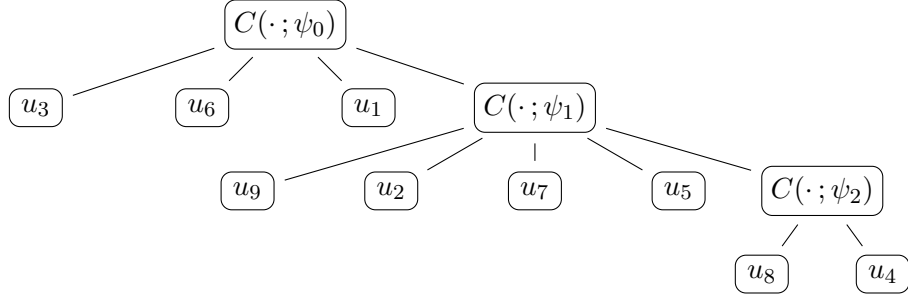 C(· ; ψ₀)
u₃ u₆ u₁ C(· ; ψ₁)
u₉ u₂ u₇ u₅ C(· ; ψ₂)
u₈ u₄